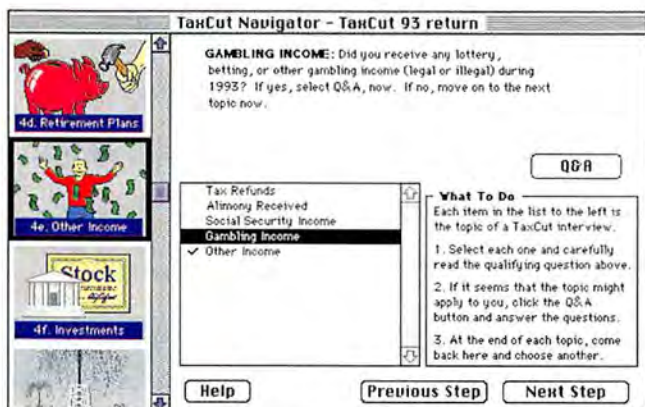 TaxCut Navigator – TaxCut 93 return
4d. Retirement Plans
4e. Other Income
Stock
4f. Investments
GAMBLING INCOME: Did you receive any lottery,
betting, or other gambling income (legal or illegal) during
1993? If yes, select Q&A, now. If no, move on to the next
topic now.
Q&A
Tax Refunds
Alimony Received
Social Security Income
Gambling Income
✓ Other Income
What To Do
Each item in the list to the left is
the topic of a TaxCut interview.
1. Select each one and carefully
read the qualifying question above.
2. If it seems that the topic might
apply to you, click the Q&A
button and answer the questions.
3. At the end of each topic, come
back here and choose another.
Help
Previous Step
Next Step